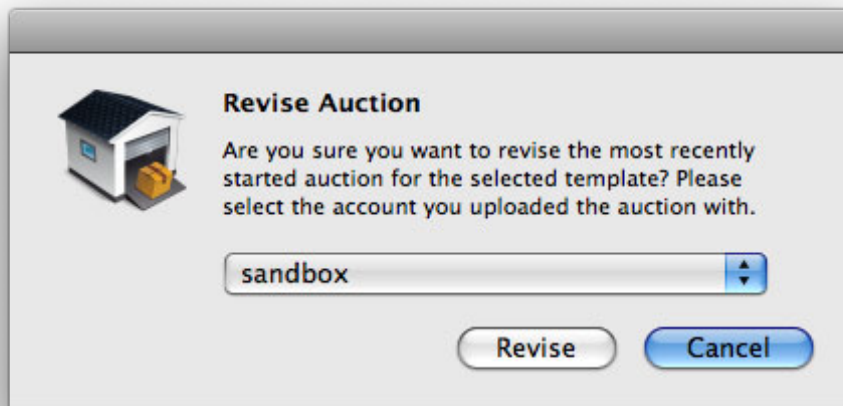 Revise Auction
Are you sure you want to revise the most recently
started auction for the selected template? Please
select the account you uploaded the auction with.
sandbox
Revise
Cancel